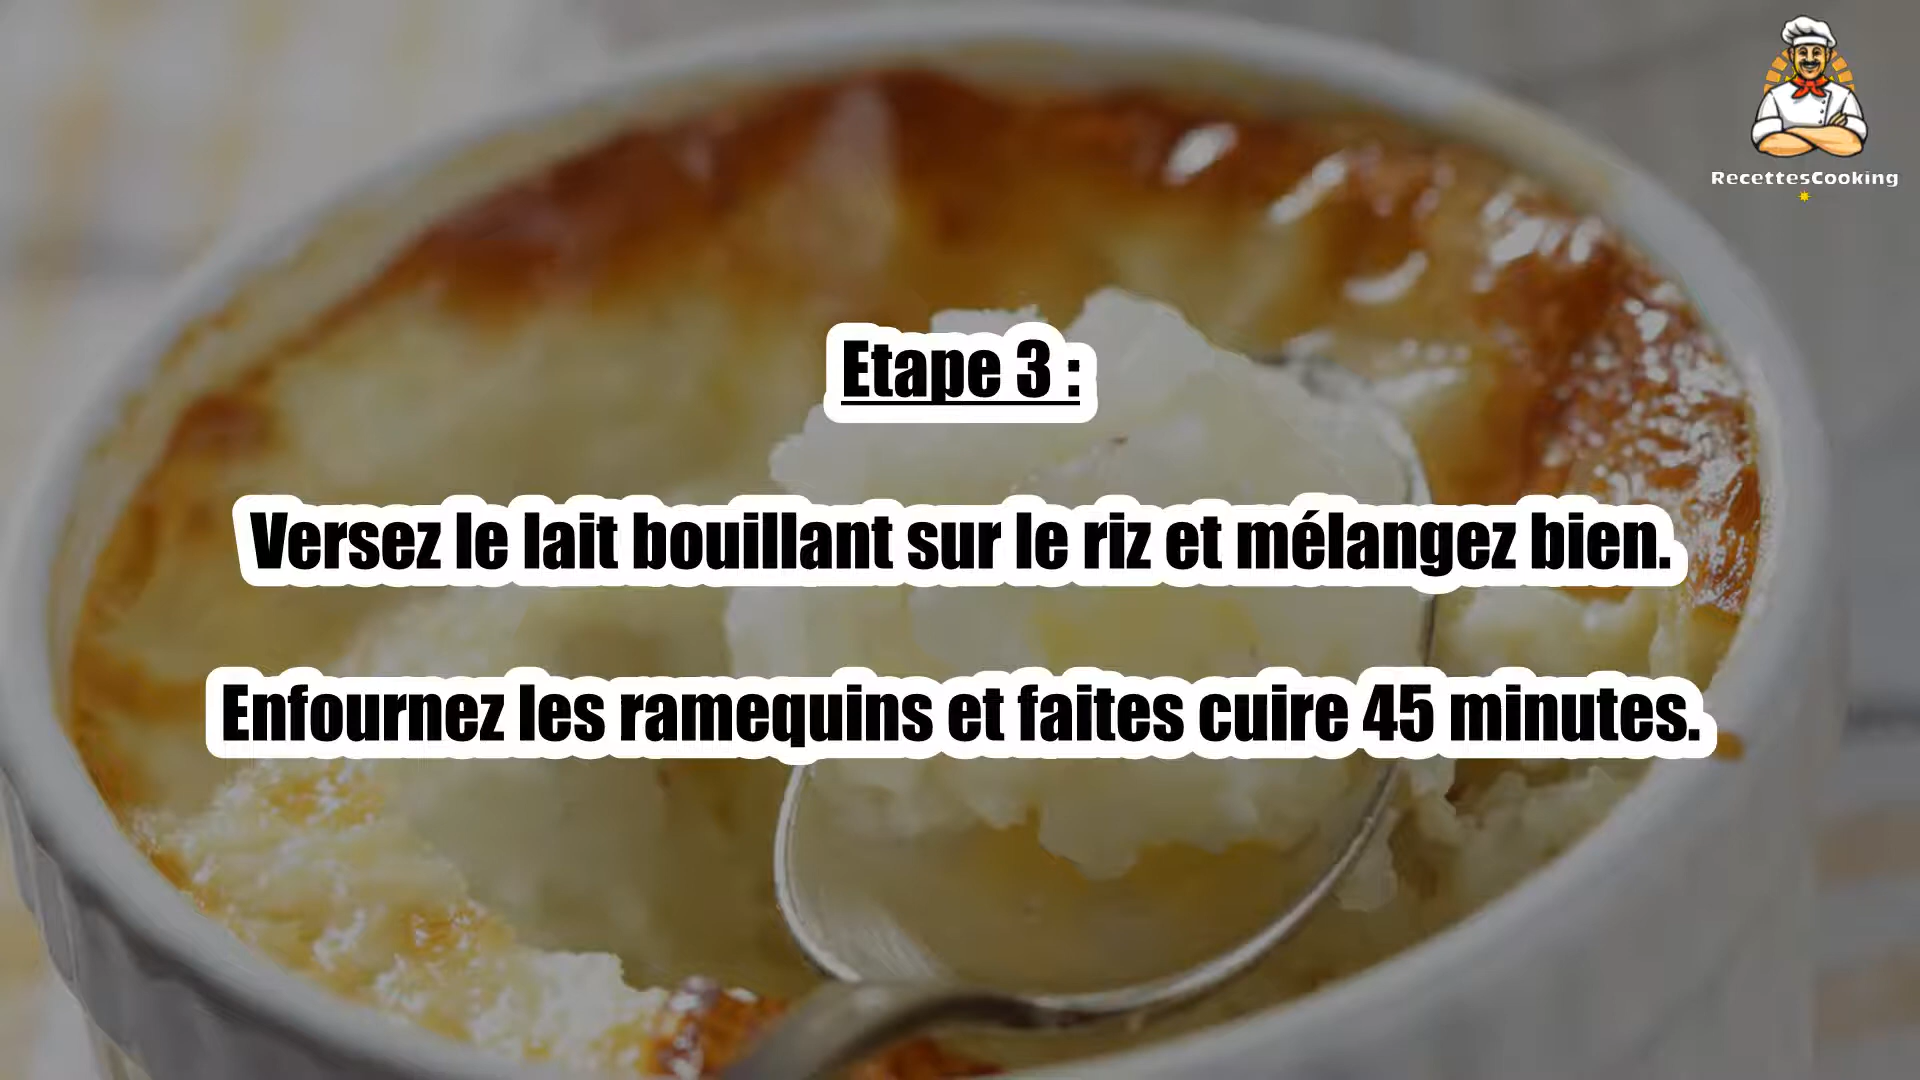 RecettesCooking
Etape 3 :
Versez le lait bouillant sur le riz et mélangez bien.
Enfournez les ramequins et faites cuire 45 minutes.